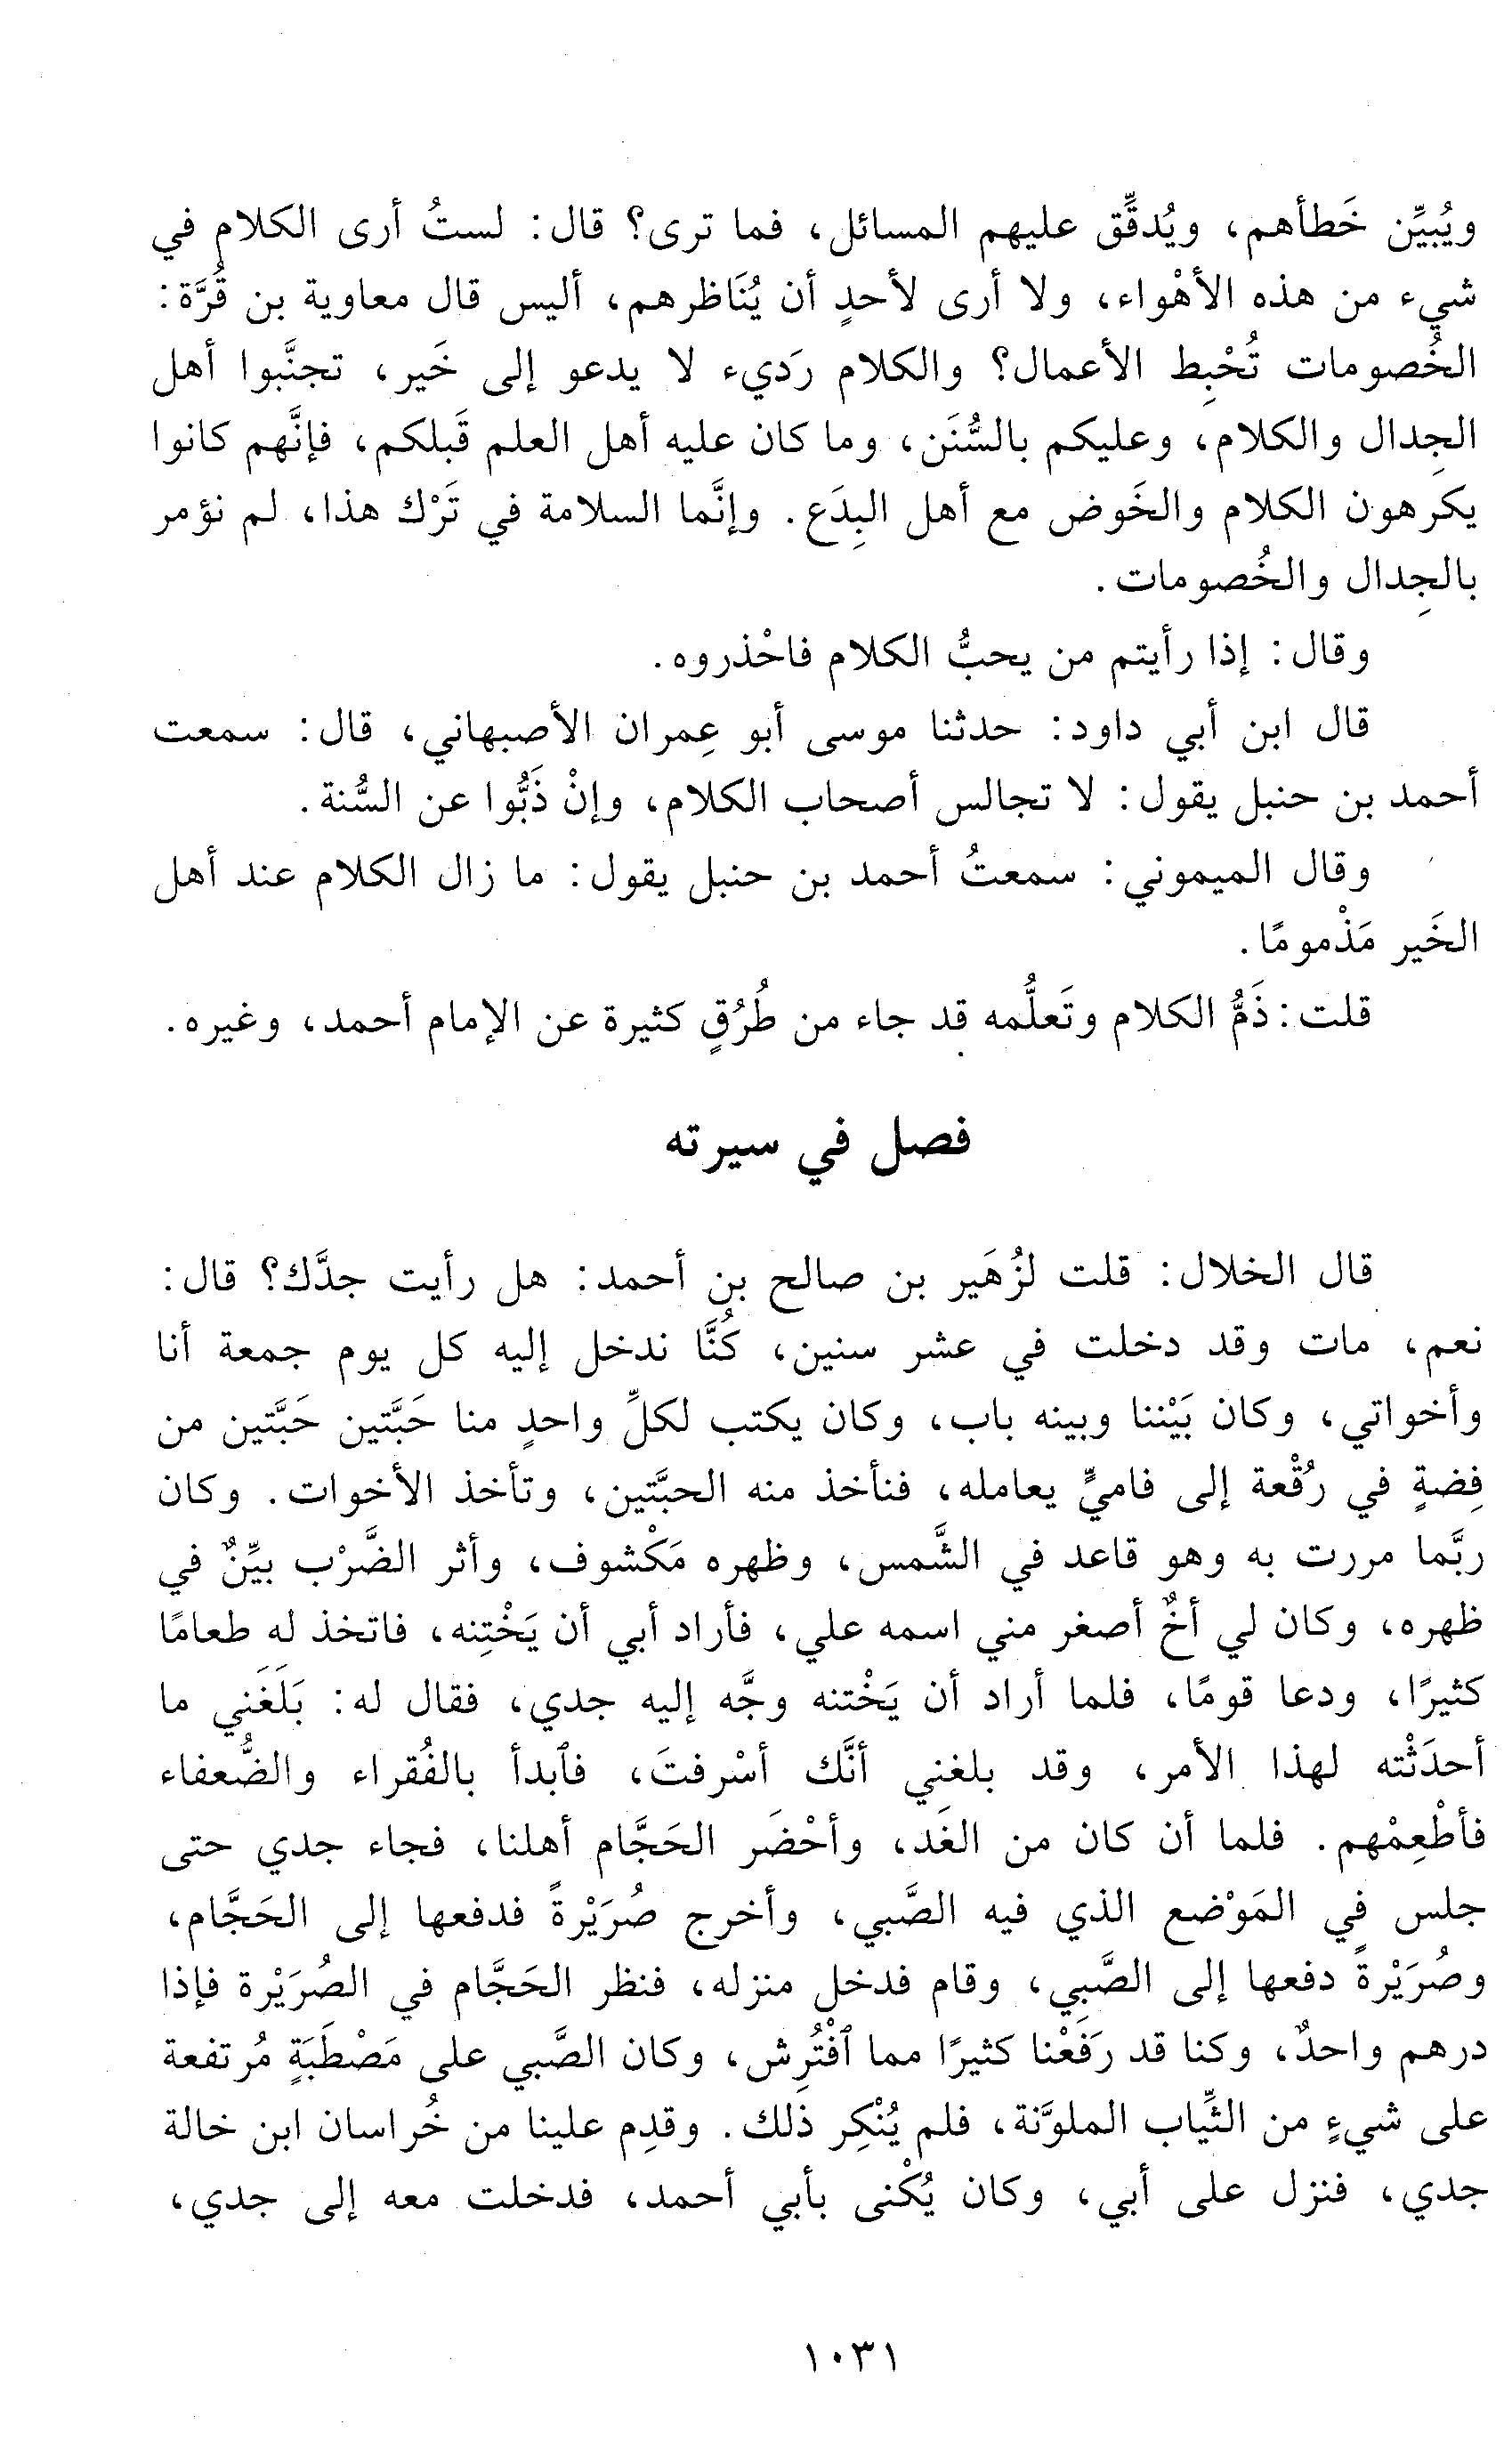 ويُبيِّن خَطأهم، ويُدقِّق عليهم المسائل، فما ترى؟ قال: لستُ أرى الكلام في
شيء من هذه الأهْواء، ولا أرى لأحدٍ أن يُنَاظرهم، أليس قال معاوية بن قُرَّة:
الخُصومات تُحْبِط الأعمال؟ والكلام رَديء لا يدعو إلى خَير، تجنَّبوا أهل
الجِدال والكلام، وعليكم بالسُّنَن، وما كان عليه أهل العلم قَبلكم، فإنَّهم كانوا
يكرهون الكلام والخَوض مع أهل البِدَع. وإنَّما السلامة في تَرْك هذا، لم نؤمر
بالجِدال والخُصومات.
وقال: إذا رأيتم من يحبُّ الكلام فاحْذروه.
قال ابن أبي داود: حدثنا موسى أبو عِمران الأصبهاني، قال: سمعت
أحمد بن حنبل يقول: لا تجالس أصحاب الكلام، وإنْ ذَبُّوا عن السُّنة.
وقال الميموني: سمعتُ أحمد بن حنبل يقول: ما زال الكلام عند أهل
الخَير مَذْمومًا.
قلت: ذَمُّ الكلام وتَعلُّمه قد جاء من طُرُقٍ كثيرة عن الإمام أحمد، وغيره.
فصل في سيرته
قال الخلال: قلت لزُهَير بن صالح بن أحمد: هل رأيت جدَّك؟ قال:
نعم، مات وقد دخلت في عشر سنين، كُنَّا ندخل إليه كل يوم جمعة أنا
وأخواتي، وكان بَيْننا وبينه باب، وكان يكتب لكلِّ واحدٍ منا حَبَّتين حَبَّتين من
فِضةٍ في رُقْعة إلى فاميٍّ يعامله، فنأخذ منه الحبَّتين، وتأخذ الأخوات. وكان
ربَّما مررت به وهو قاعد في الشَّمس، وظهره مَكْشوف، وأثر الضَّرْب بيِّنٌ في
ظهره، وكان لي أخٌ أصغر مني اسمه علي، فأراد أبي أن يَخْتِنه، فاتخذ له طعامًا
كثيرًا، ودعا قومًا، فلما أراد أن يَخْتنه وجَّه إليه جدي، فقال له: بَلَغَني ما
أحدَثْته لهذا الأمر، وقد بلغني أنَّك أسْرفتَ، فٱبدأ بالفُقراء والضُّعفاء
فأطْعِمْهم. فلما أن كان من الغَد، وأحْضَر الحَجَّام أهلنا، فجاء جدي حتى
جلس في المَوْضع الذي فيه الصَّبي، وأخرج صُرَيْرةً فدفعها إلى الحَجَّام،
وصُرَيْرةً دفعها إلى الصَّبِي، وقام فدخل منزله، فنظر الحَجَّام في الصُرَيْرة فإذا
درهم واحدٌ، وكنا قد رَفَعْنا كثيرًا مما ٱفْتُرِش، وكان الصَّبي على مَصْطَبَةٍ مُرتفعة
على شيءٍ من الثِّياب الملوَّنة، فلم يُنْكِر ذلك. وقدِم علينا من خُراسان ابن خالة
جدي، فنزل على أبي، وكان يُكْنى بأبي أحمد، فدخلت معه إلى جدي،
١٠٣١